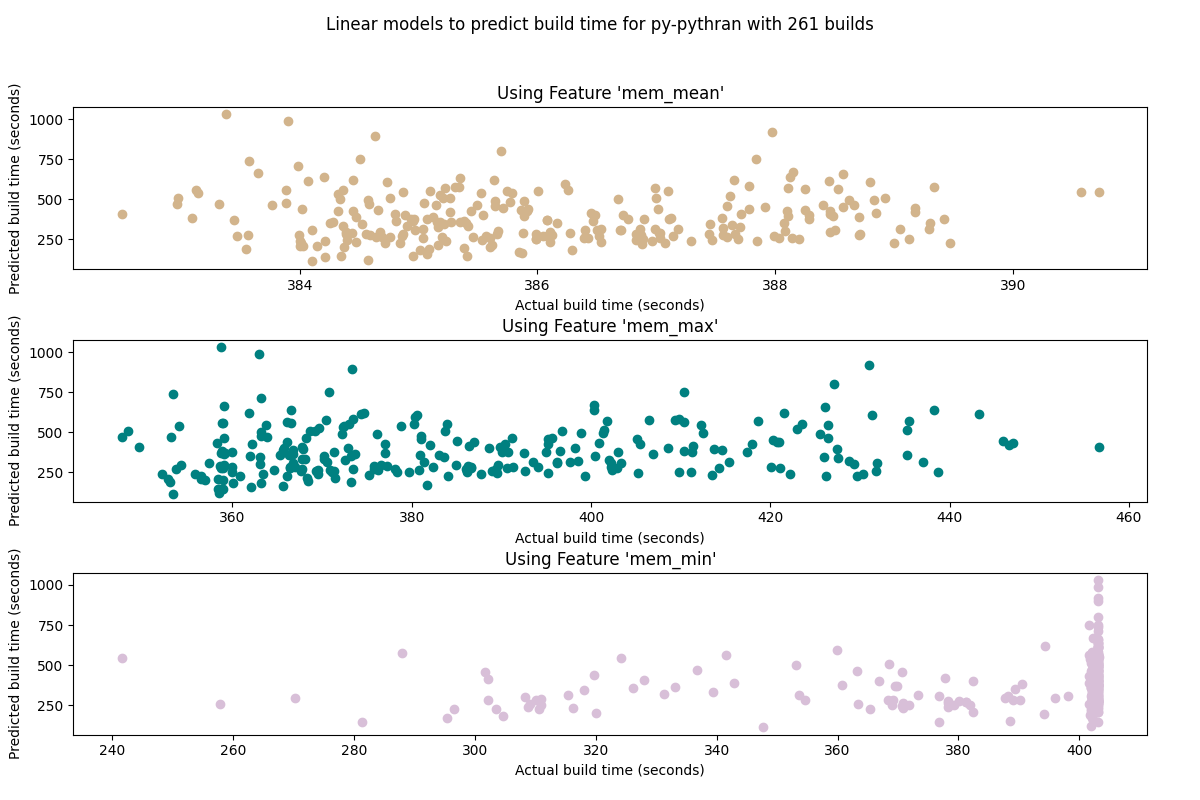 Linear models to predict build time for py-pythran with 261 builds
Using Feature 'mem_mean'
Predicted build time (seconds)
1000
750
500
250
384 386 388 390
Actual build time (seconds)
Using Feature 'mem_max'
Predicted build time (seconds)
1000
750
500
250
360 380 400 420 440 460
Actual build time (seconds)
Using Feature 'mem_min'
Predicted build time (seconds)
1000
750
500
250
240 260 280 300 320 340 360 380 400
Actual build time (seconds)